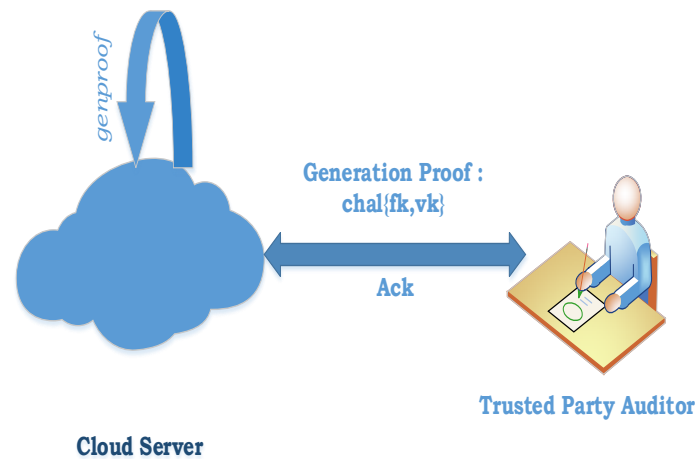 genproof
Generation Proof :
chal{fk,vk}
Ack
Trusted Party Auditor
Cloud Server